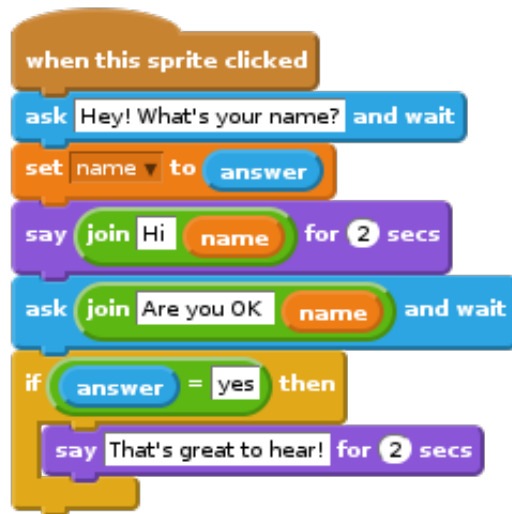 when this sprite clicked
ask Hey! What's your name? and wait
set name to answer
say join Hi name for 2 secs
ask join Are you OK name and wait
if answer = yes then
say That's great to hear! for 2 secs